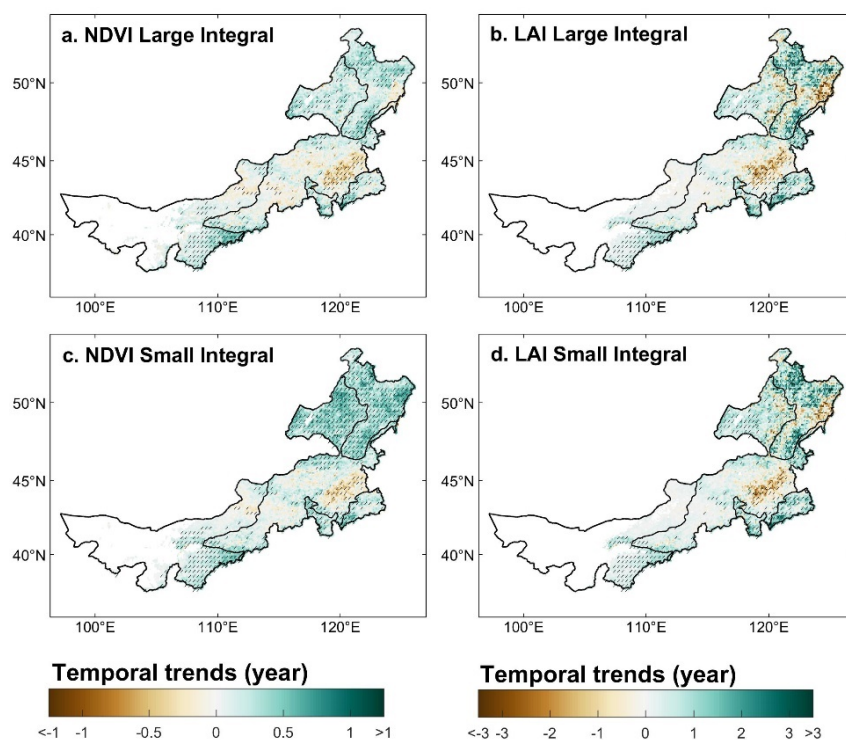 a. NDVI Large Integral
b. LAI Large Integral
50°N
50°N
45°N
45°N
40°N
40°N
100°E 110°E 120°E
100°E 110°E 120°E
c. NDVI Small Integral
d. LAI Small Integral
50°N
50°N
45°N
45°N
40°N
40°N
100°E 110°E 120°E
100°E 110°E 120°E
Temporal trends (year)
Temporal trends (year)
<-1 -1 -0.5 0 0.5 1 >1
<-3 -3 -2 -1 0 1 2 3 >3